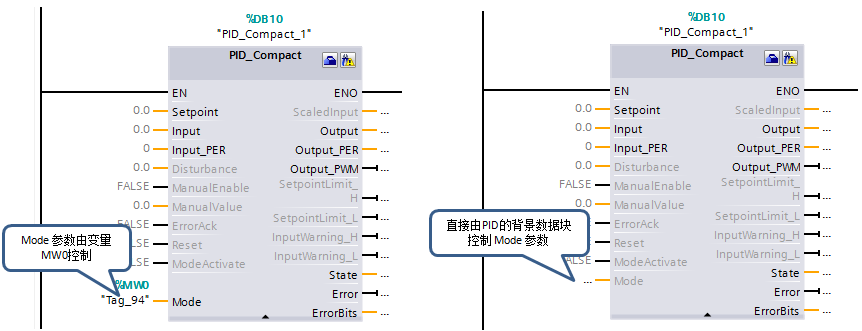 %DB10
"PID_Compact_1"
PID_Compact
EN
ENO
0.0
Setpoint
ScaledInput
...
0.0
Input
Output
...
0
Input_PER
Output_PER
...
0.0
Disturbance
Output_PWM
...
FALSE
ManualEnable
SetpointLimit_
H
...
0.0
ManualValue
FALSE
ErrorAck
SetpointLimit_L
...
Reset
InputWarning_H
...
ModeActivate
InputWarning_L
...
State
...
Mode 参数由变量
MW0控制
%MW0
"Tag_94"
Mode
Error
...
ErrorBits
...
%DB10
"PID_Compact_1"
PID_Compact
EN
ENO
0.0
Setpoint
ScaledInput
...
0.0
Input
Output
...
0
Input_PER
Output_PER
...
0.0
Disturbance
Output_PWM
...
FALSE
ManualEnable
SetpointLimit_
H
...
0.0
ManualValue
ErrorAck
SetpointLimit_L
...
Reset
InputWarning_H
...
ModeActivate
InputWarning_L
...
直接由PID的背景数据块
控制 Mode 参数
...
Mode
State
...
Error
...
ErrorBits
...